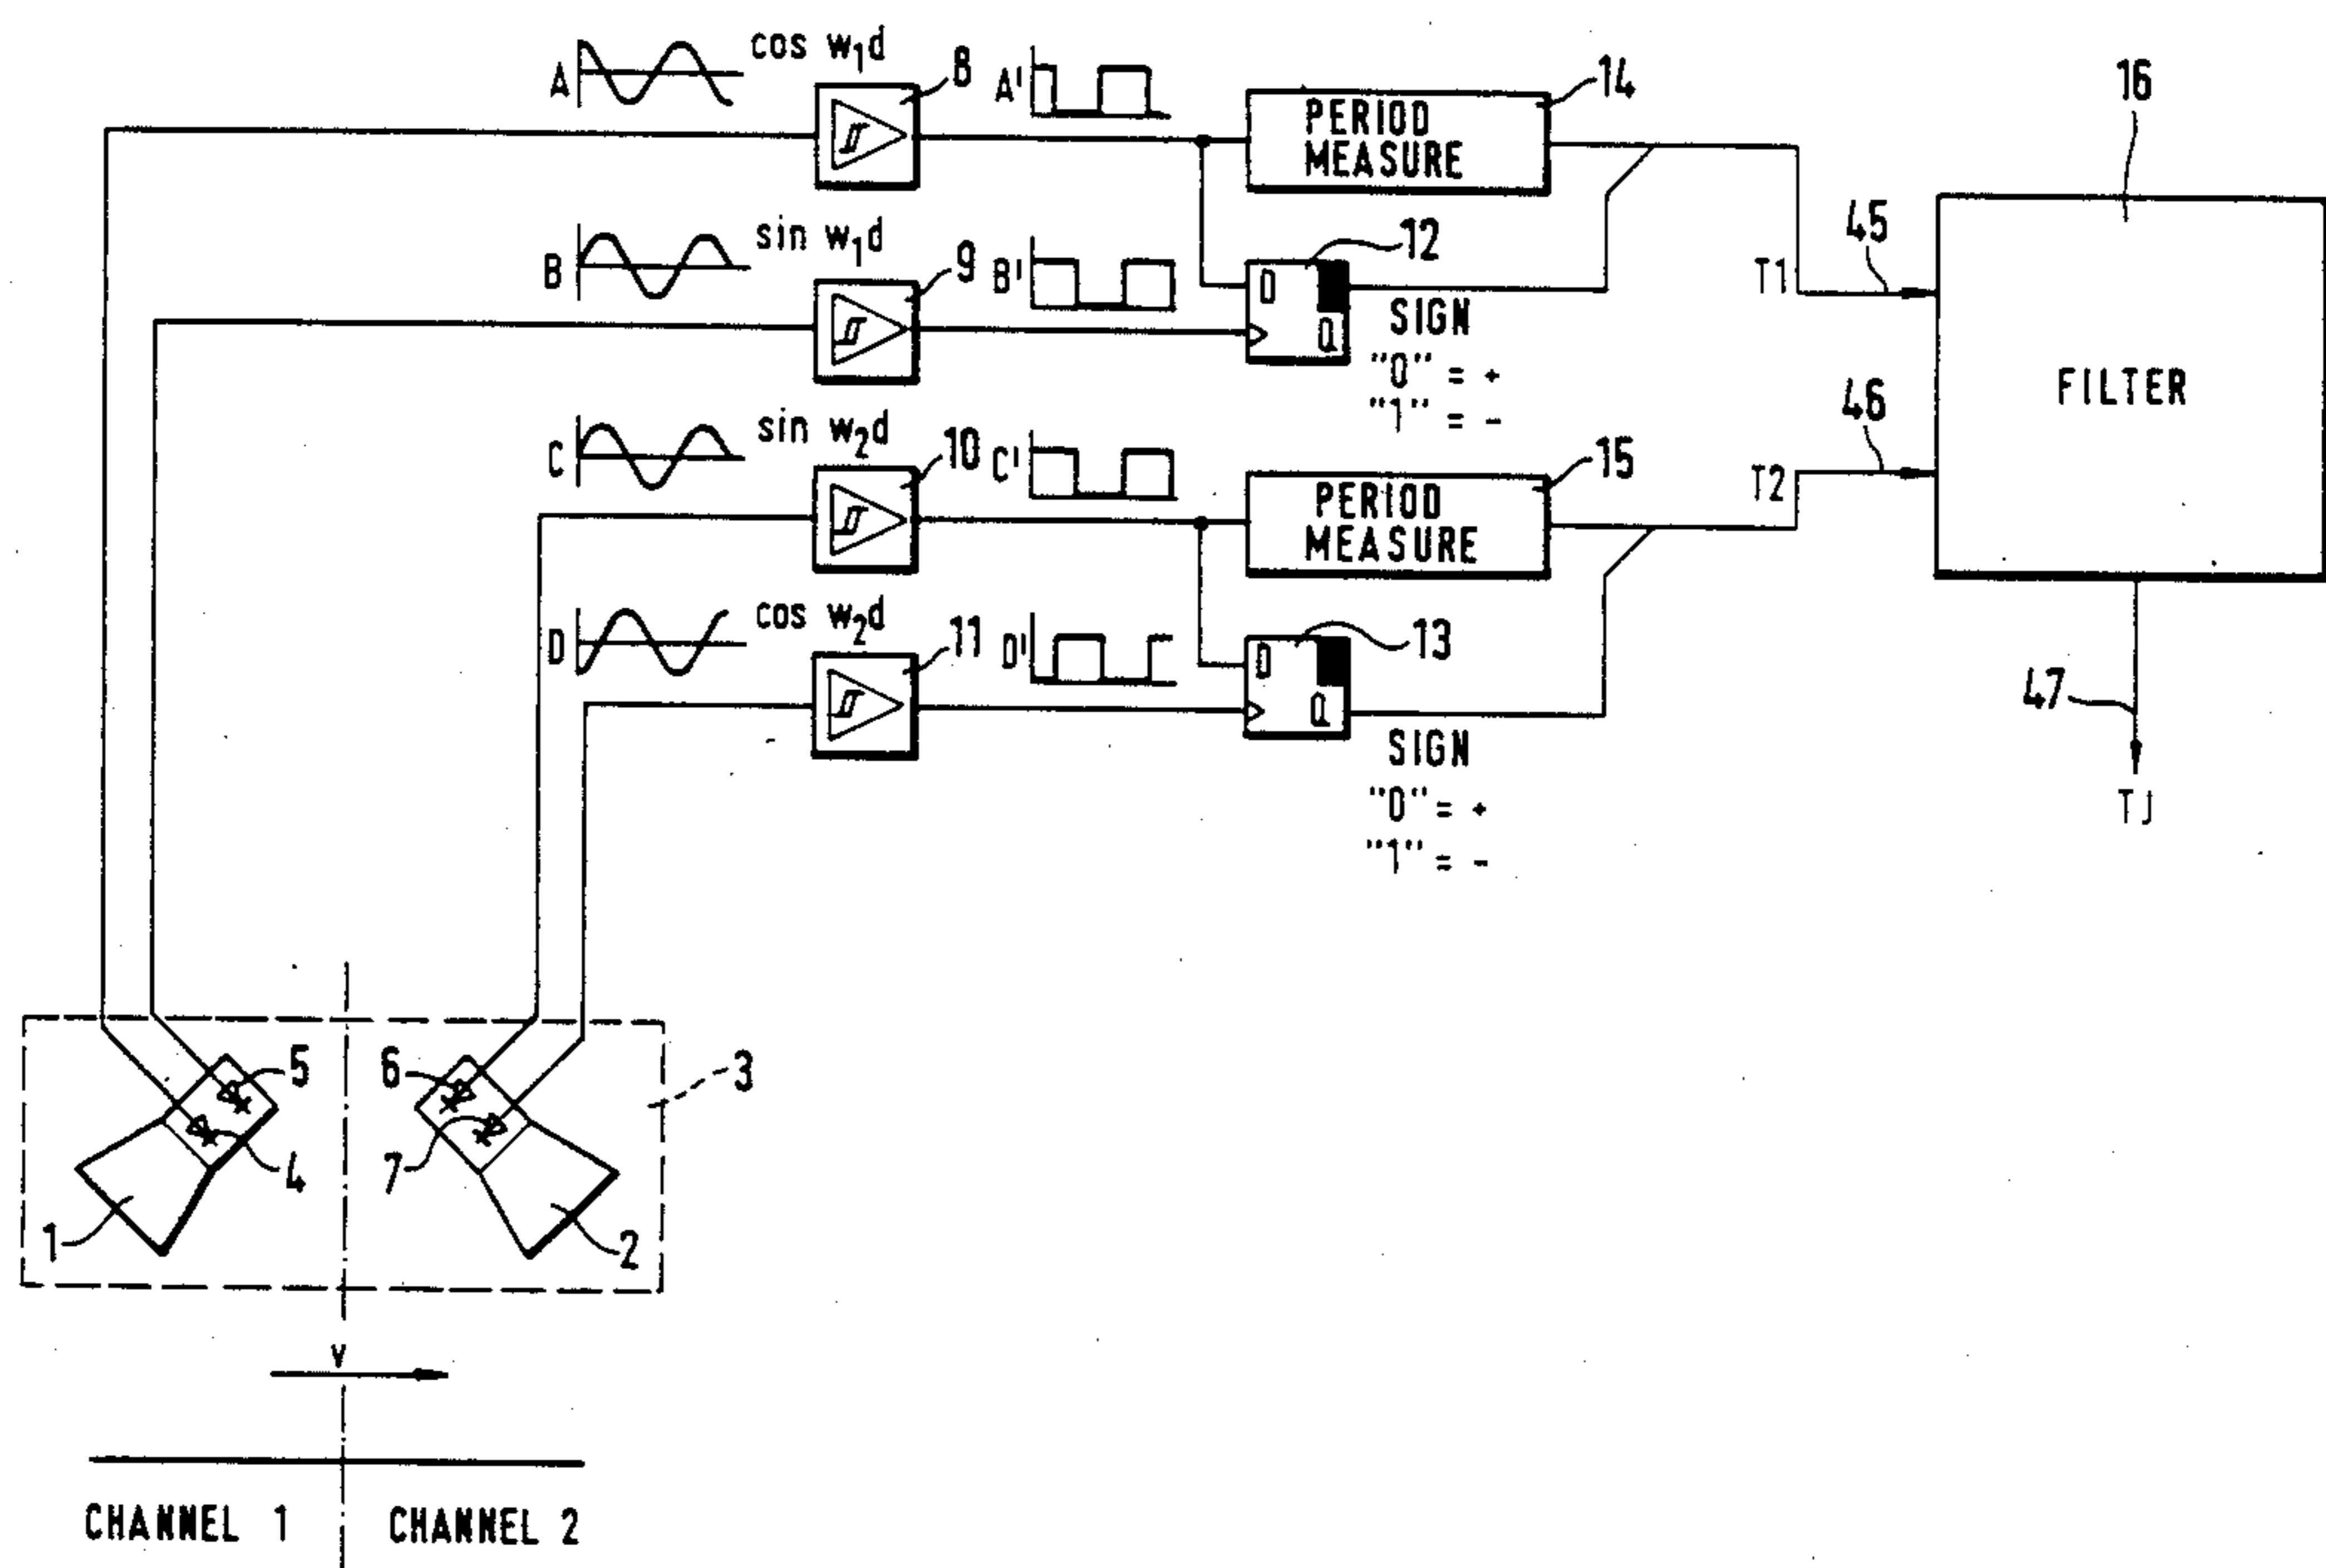 A cos w₁d 8 A' PERIOD MEASURE 14 16
B sin w₁d 9 B' D Q 12 SIGN "0" = + "1" = -
T1 45
FILTER
C sin w₂d 10 C' PERIOD MEASURE 15
T2 46
D cos w₂d 11 D' D Q 13 SIGN "0" = + "1" = -
47
TJ
5 6 3
4 7
1 2
v
CHANNEL 1 CHANNEL 2